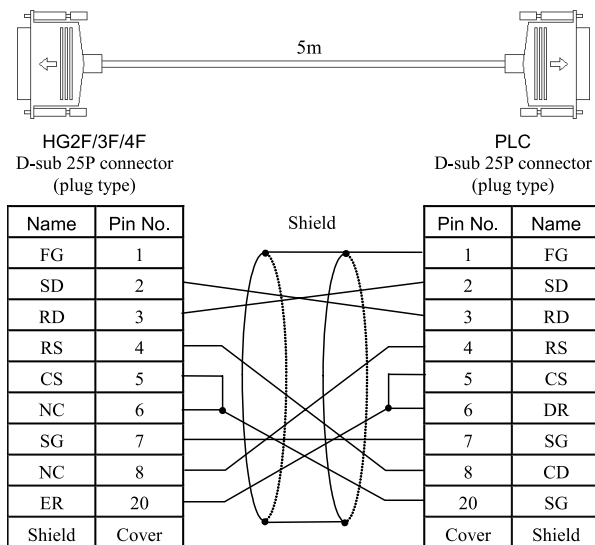 5m
HG2F/3F/4F
D-sub 25P connector
(plug type)
PLC
D-sub 25P connector
(plug type)
Name Pin No. Shield Pin No. Name
FG 1 1 FG
SD 2 2 SD
RD 3 3 RD
RS 4 4 RS
CS 5 5 CS
NC 6 6 DR
SG 7 7 SG
NC 8 8 CD
ER 20 20 SG
Shield Cover Cover Shield